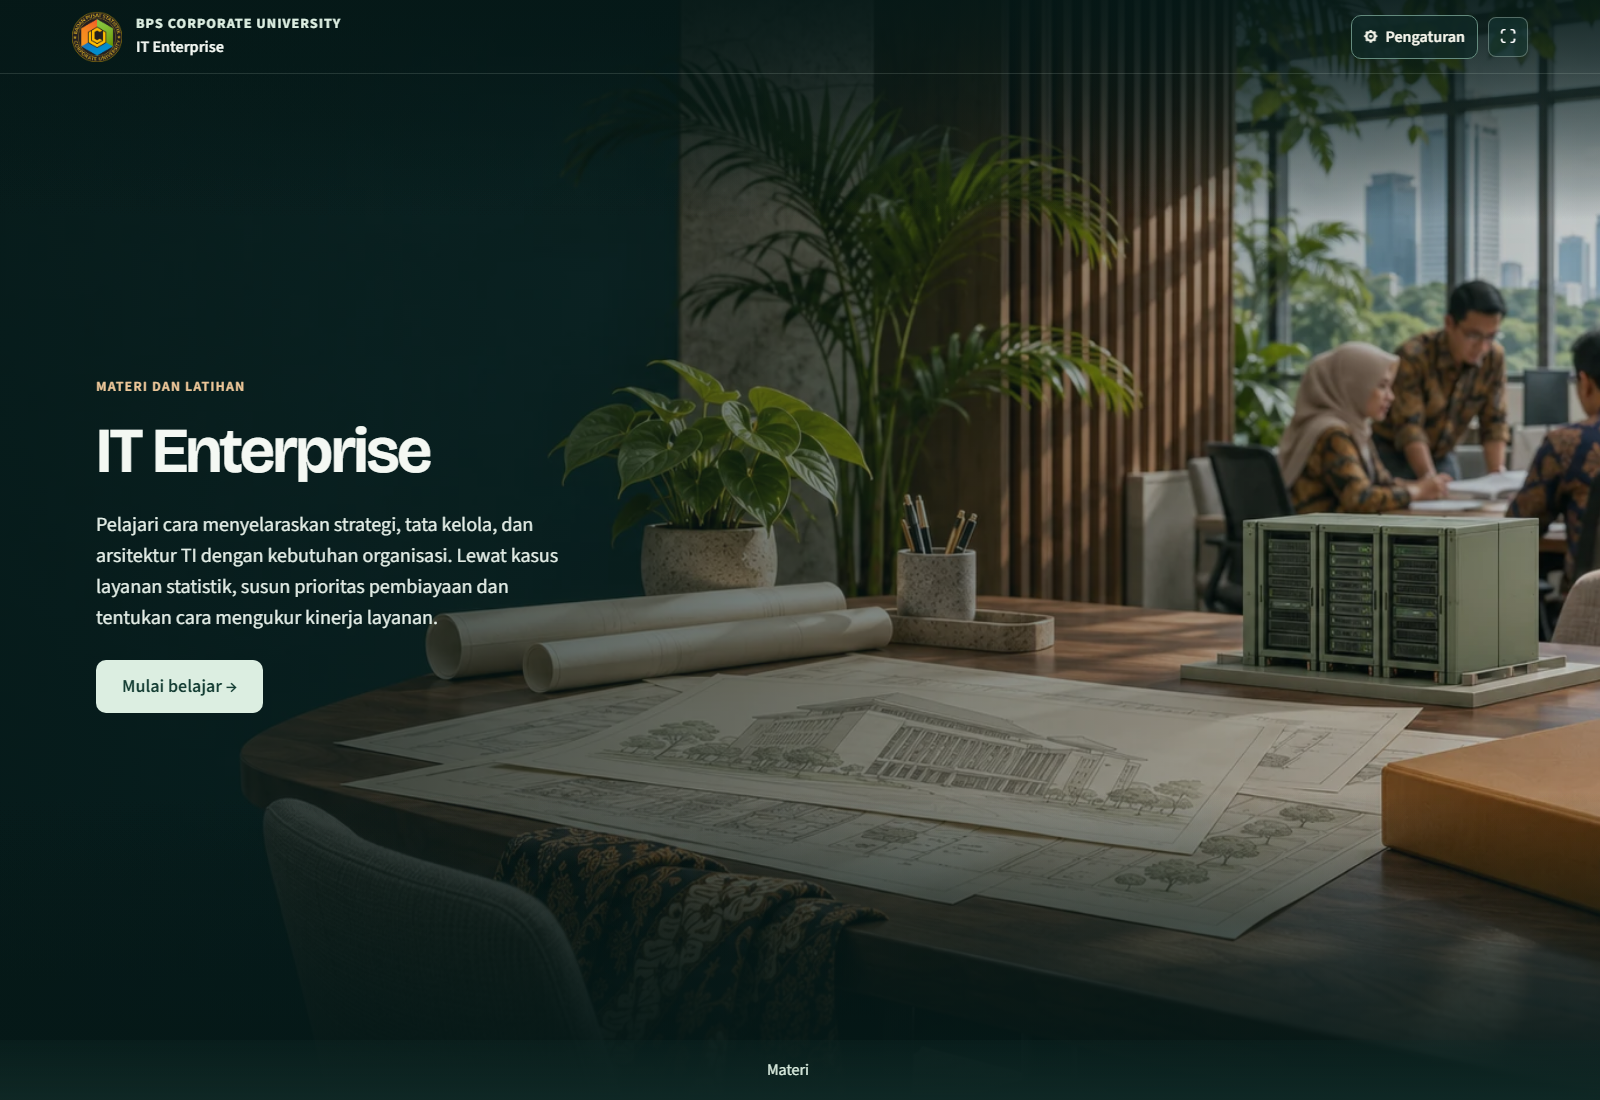 BPS CORPORATE UNIVERSITY
IT Enterprise
Pengaturan
MATERI DAN LATIHAN
IT Enterprise
Pelajari cara menyelaraskan strategi, tata kelola, dan
arsitektur TI dengan kebutuhan organisasi. Lewat kasus
layanan statistik, susun prioritas pembiayaan dan
tentukan cara mengukur kinerja layanan.
Mulai belajar →
Materi